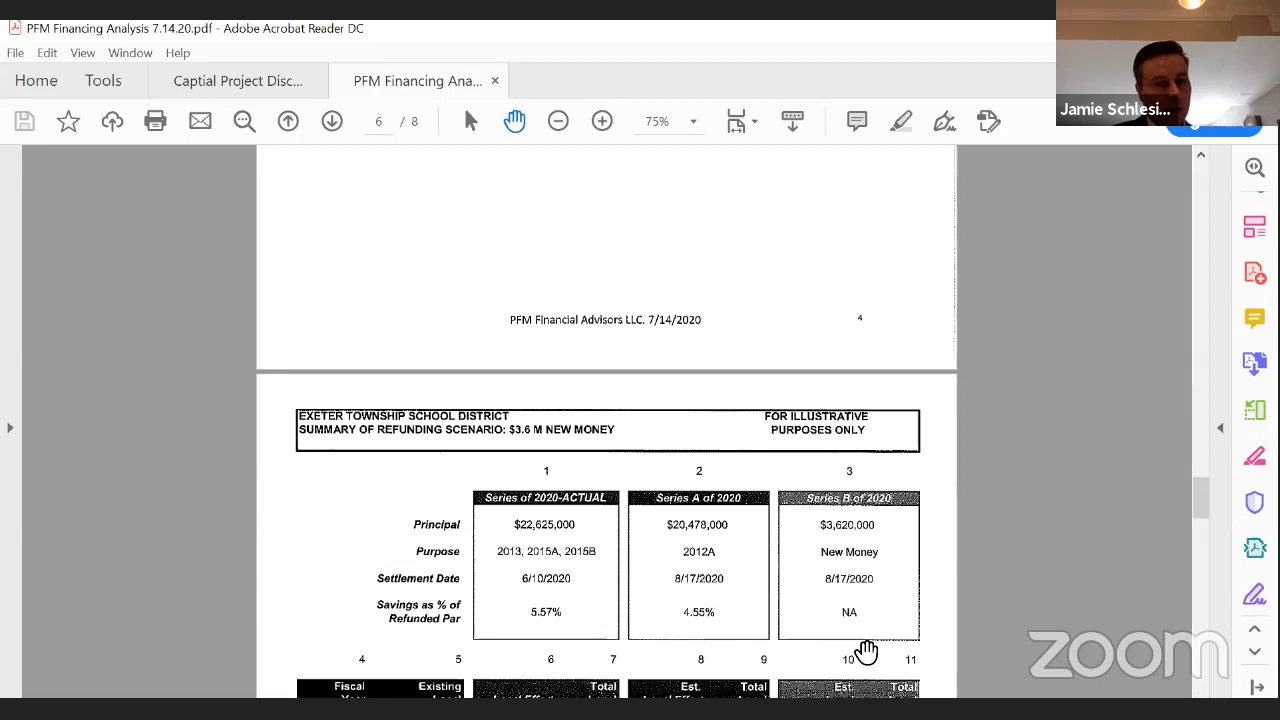 PFM Financing Analysis 7.14.20.pdf - Adobe Acrobat Reader DC
File Edit View Window Help
Home Tools Captial Project Disc... PFM Financing Ana... ×
6 / 8 75%
Jamie Schlesi...
PFM Financial Advisors LLC. 7/14/2020 4
EXETER TOWNSHIP SCHOOL DISTRICT FOR ILLUSTRATIVE
SUMMARY OF REFUNDING SCENARIO: $3.6 M NEW MONEY PURPOSES ONLY
1 2 3
Series of 2020-ACTUAL Series A of 2020 Series B of 2020
Principal $22,625,000 $20,478,000 $3,620,000
Purpose 2013, 2015A, 2015B 2012A New Money
Settlement Date 6/10/2020 8/17/2020 8/17/2020
Savings as % of
Refunded Par 5.57% 4.55% NA
4 5 6 7 8 9 10 11
Fiscal Existing Total Est. Total Est. Total
zoom